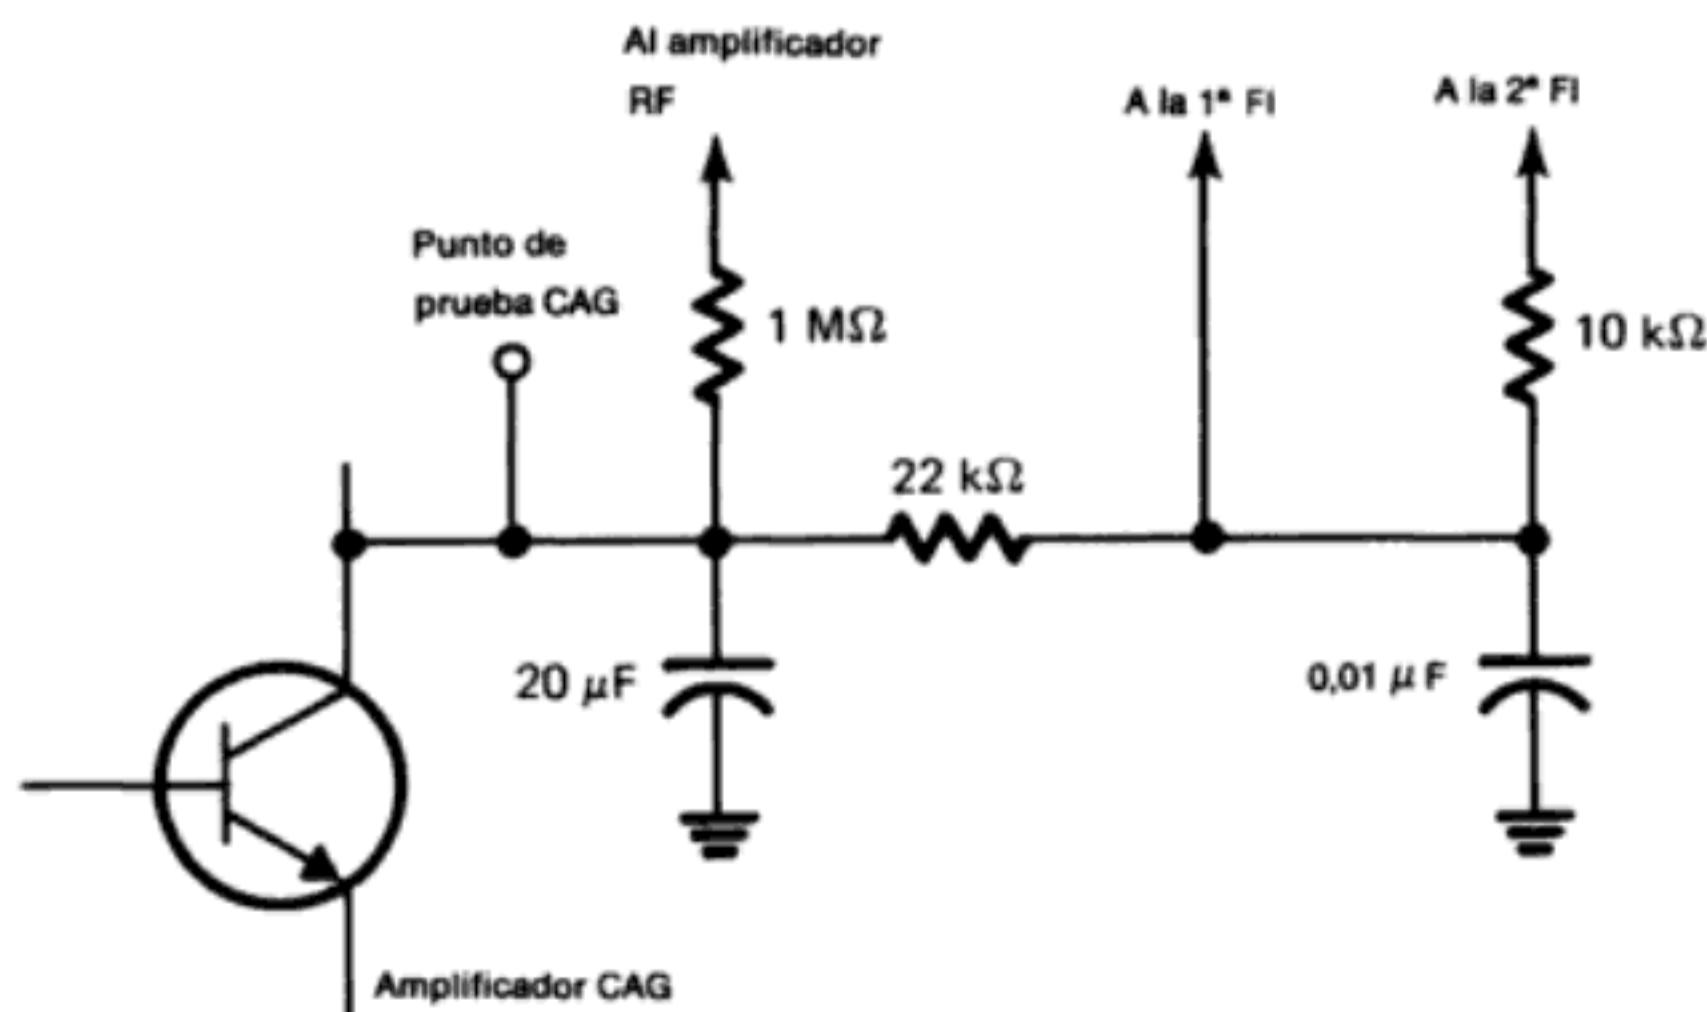 Al amplificador
RF
A la 1ª FI
A la 2ª FI
Punto de
prueba CAG
1 MΩ
10 kΩ
22 kΩ
20 μF
0,01 μF
Amplificador CAG